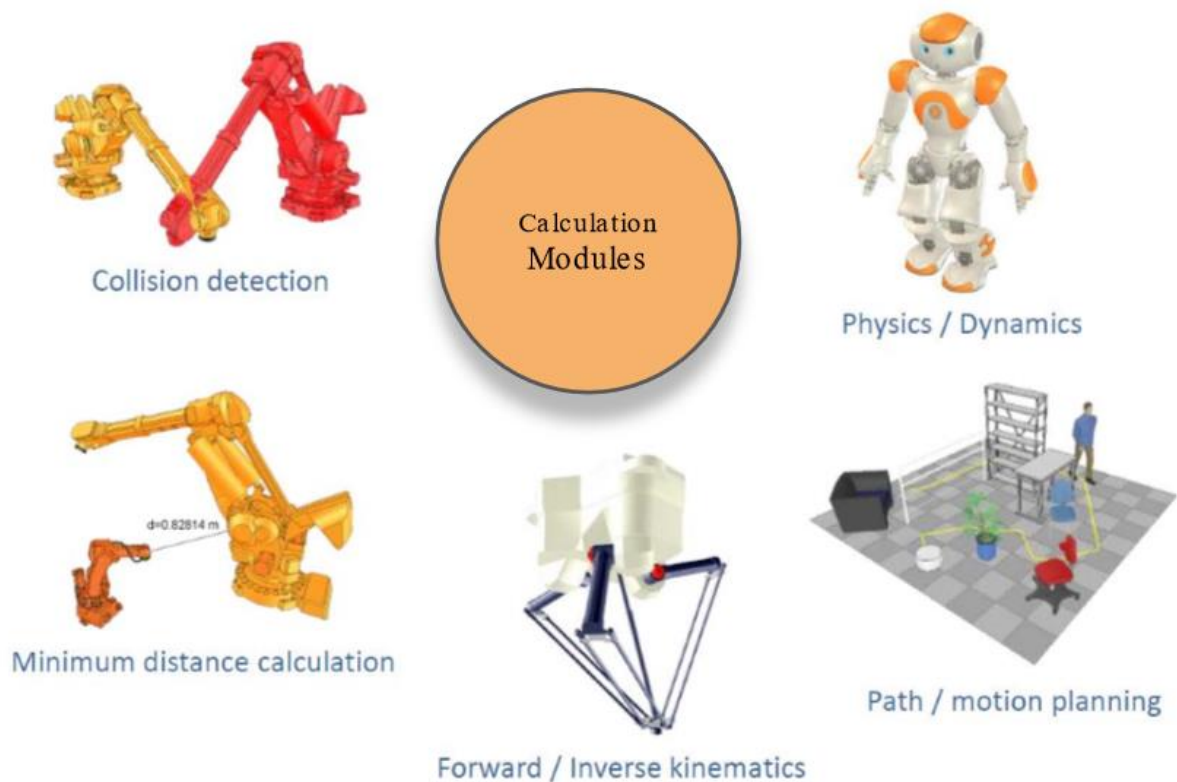 Calculation
Modules
Collision detection
Physics / Dynamics
d=0.82814 m
Minimum distance calculation
Path / motion planning
Forward / Inverse kinematics